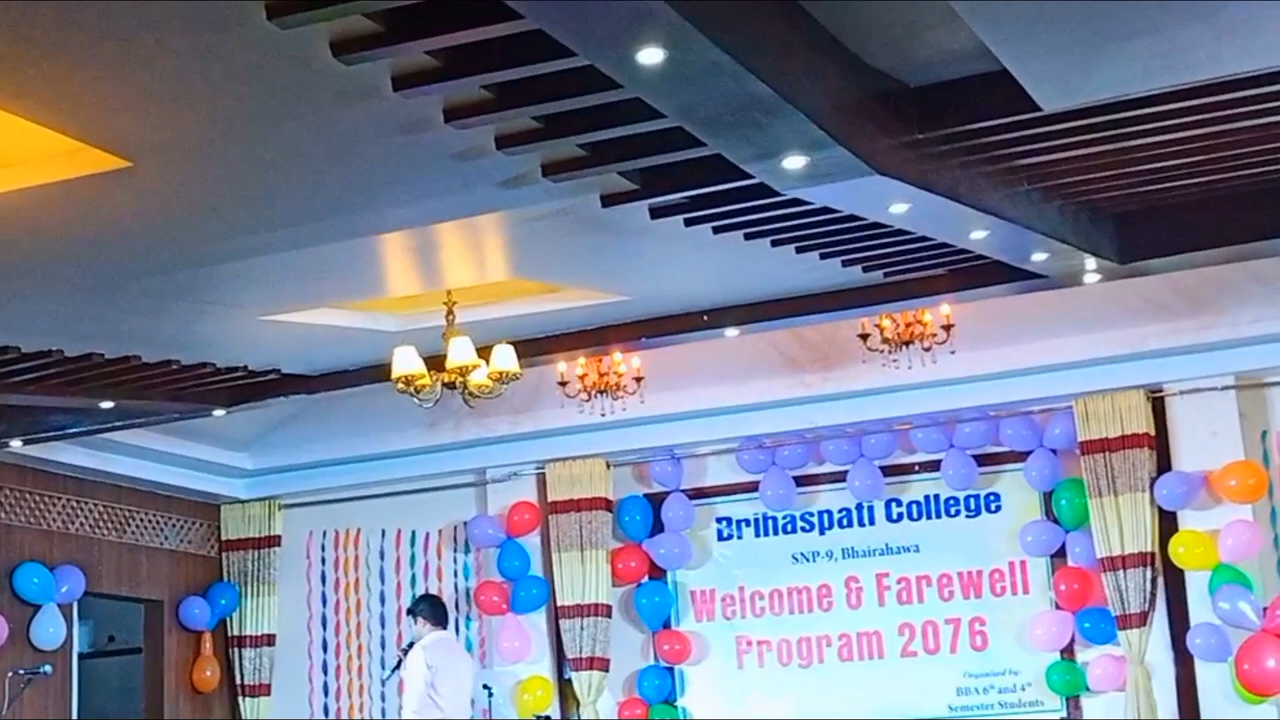 Brihaspati College
SNP-9, Bhairahawa
Welcome & Farewell
Program 2076
Organized by:
BBA 6th and 4th
Semester Students